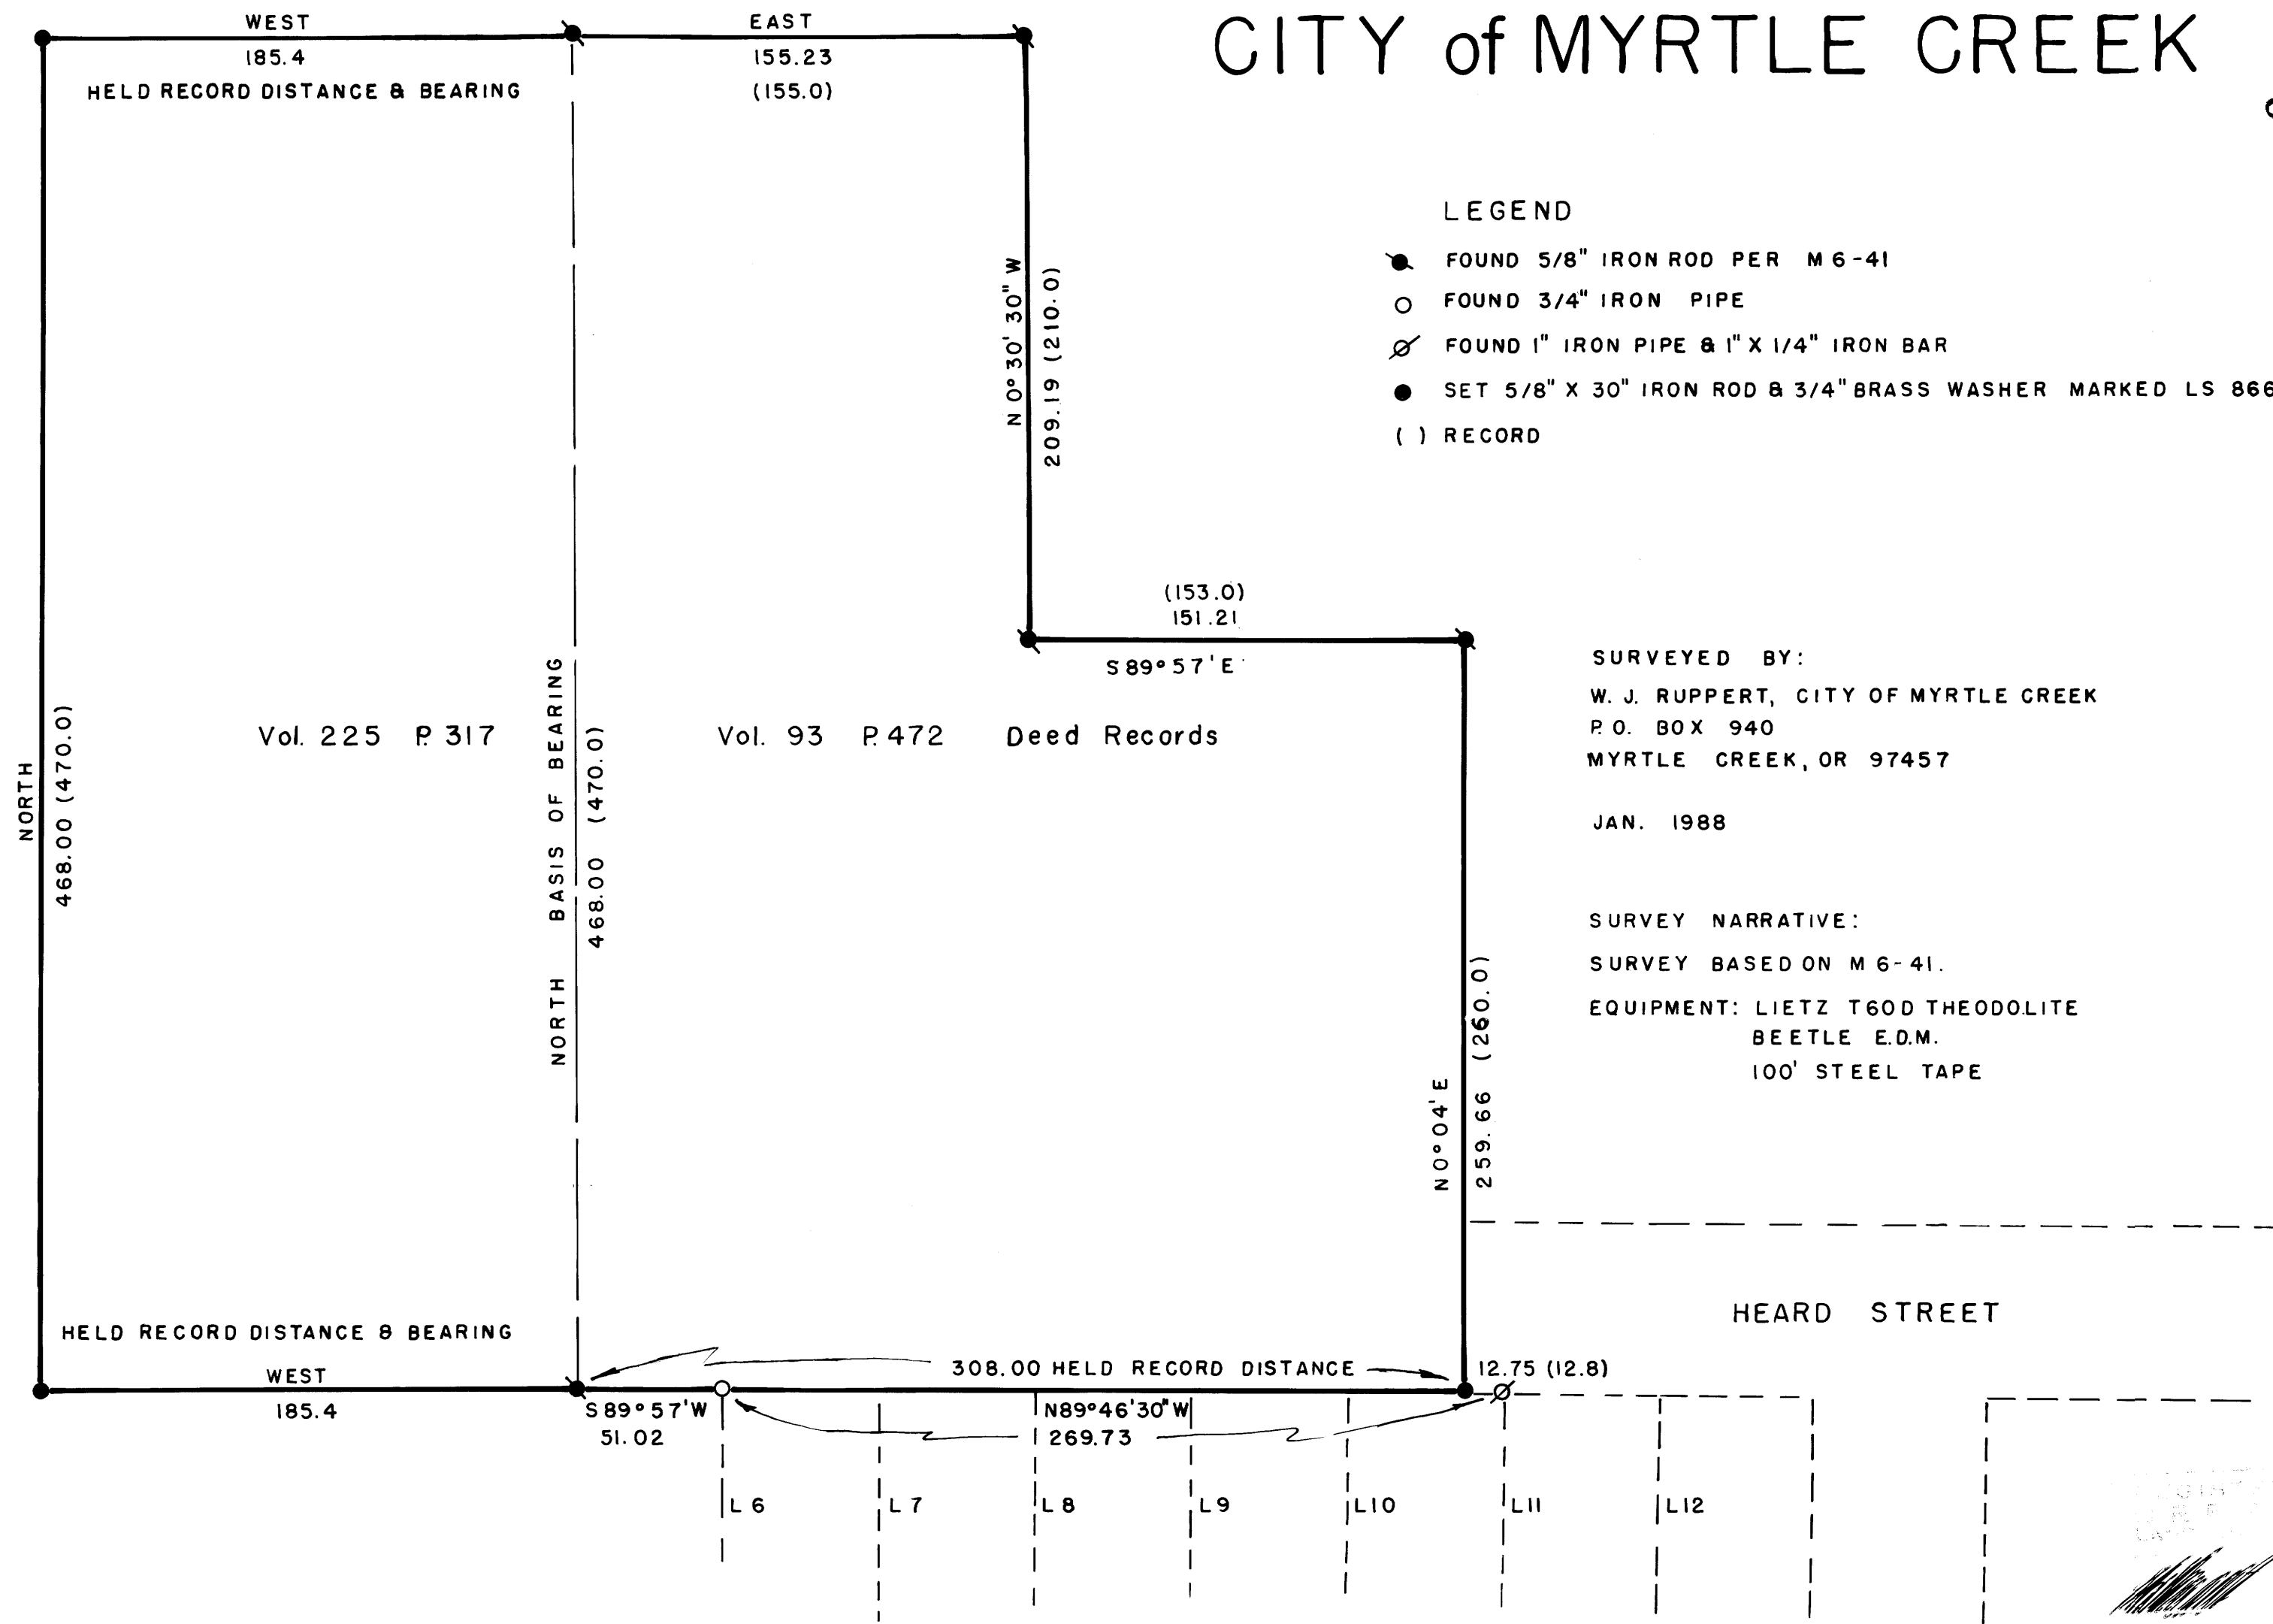 CITY of MYRTLE CREEK
WEST
185.4
HELD RECORD DISTANCE & BEARING
EAST
155.23
(155.0)
LEGEND
FOUND 5/8" IRON ROD PER M 6-41
FOUND 3/4" IRON PIPE
FOUND 1" IRON PIPE & 1" X 1/4" IRON BAR
SET 5/8" X 30" IRON ROD & 3/4" BRASS WASHER MARKED LS 866
( ) RECORD
N 0° 30' 30" W
209.19 (210.0)
(153.0)
151.21
S 89° 57' E
Vol. 225 P. 317
Vol. 93 P. 472 Deed Records
NORTH
468.00 (470.0)
NORTH BASIS OF BEARING
468.00 (470.0)
SURVEYED BY:
W. J. RUPPERT, CITY OF MYRTLE CREEK
P.O. BOX 940
MYRTLE CREEK, OR 97457
JAN. 1988
SURVEY NARRATIVE:
SURVEY BASED ON M 6-41.
EQUIPMENT: LIETZ T60D THEODOLITE
BEETLE E.D.M.
100' STEEL TAPE
N 0° 04' E
259.66 (260.0)
HEARD STREET
HELD RECORD DISTANCE & BEARING
WEST
185.4
308.00 HELD RECORD DISTANCE
12.75 (12.8)
S 89° 57' W
51.02
N89° 46' 30" W
269.73
L 6
L 7
L 8
L 9
L10
L11
L12